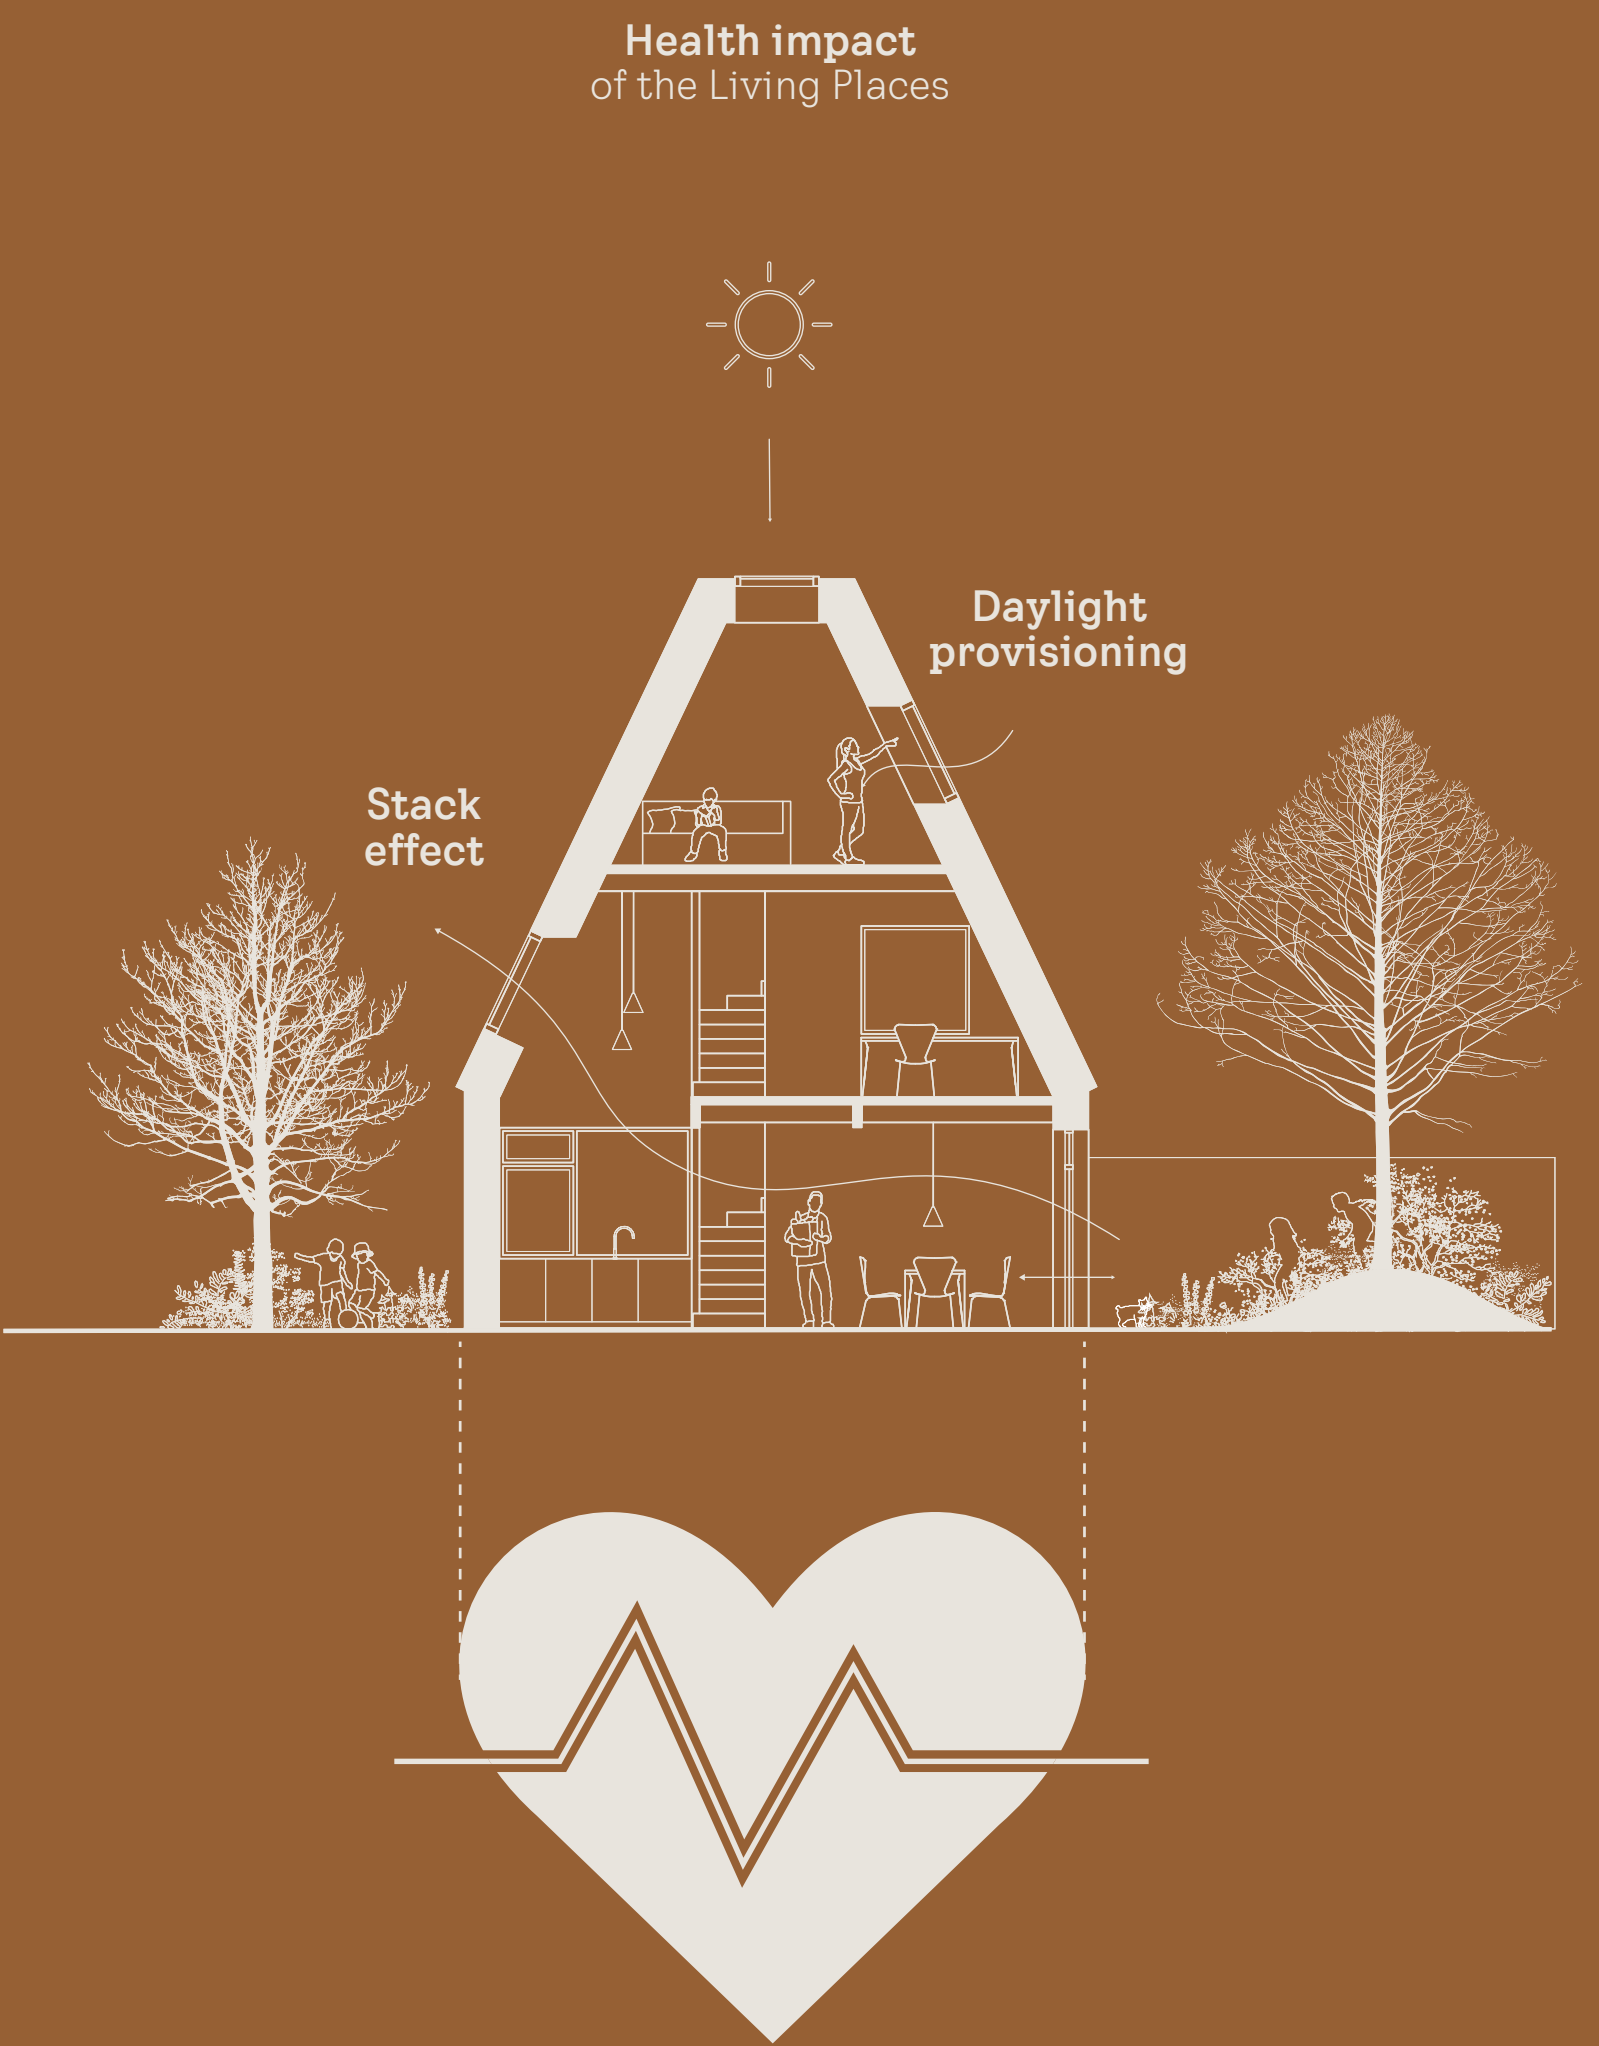 Health impact
of the Living Places
Daylight
provisioning
Stack
effect